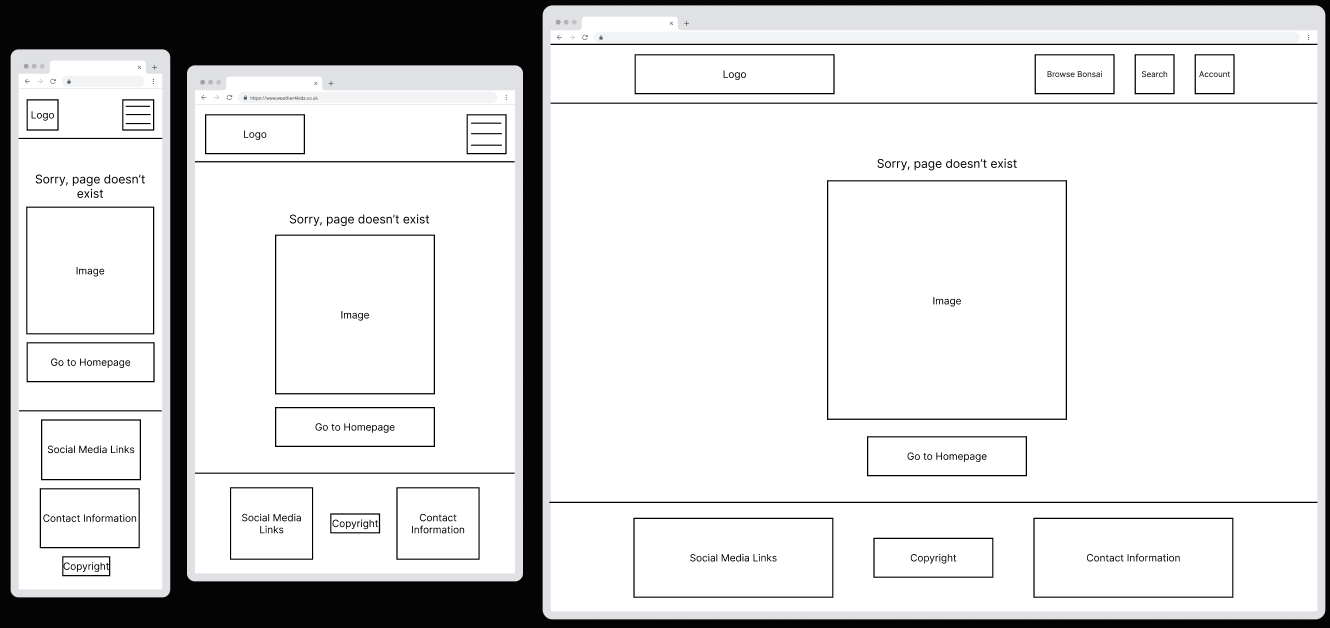 Logo
Sorry, page doesn't
exist
Image
Go to Homepage
Social Media Links
Contact Information
Copyright
https://www.weather4kids.co.uk
Logo
Sorry, page doesn't exist
Image
Go to Homepage
Social Media
Links
Copyright
Contact
Information
Logo
Browse Bonsai
Search
Account
Sorry, page doesn't exist
Image
Go to Homepage
Social Media Links
Copyright
Contact Information